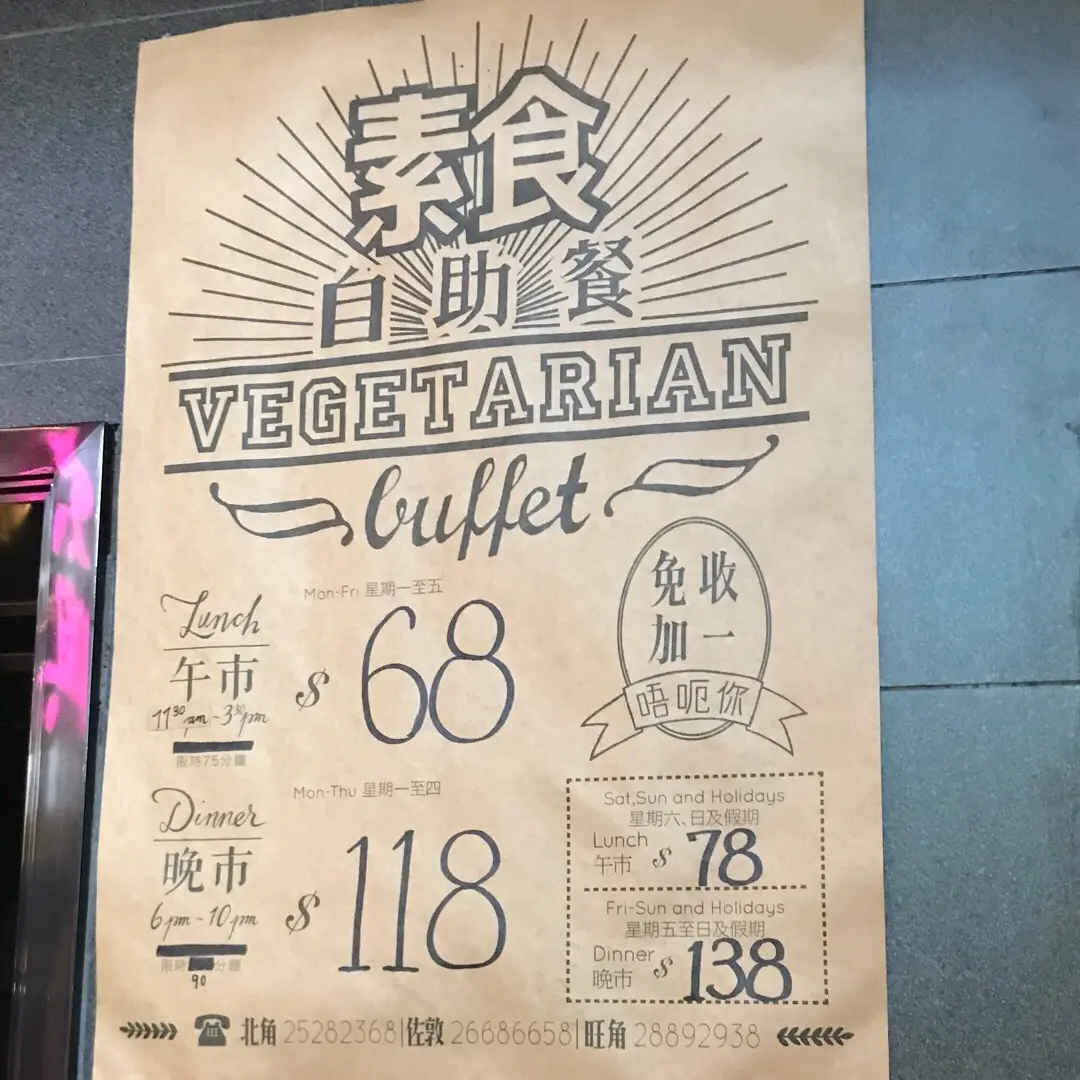 素食
自助餐
VEGETARIAN
buffet
免收
加一
唔呃你
Lunch
午市
11:30am - 3:30pm
限時75分鐘
Mon-Fri 星期一至五
$ 68
Dinner
晚市
6pm - 10pm
限時 分鐘
90
Mon-Thu 星期一至四
$ 118
Sat,Sun and Holidays
星期六、日及假期
Lunch
午市 $ 78
Fri-Sun and Holidays
星期五至日及假期
Dinner
晚市 $ 138
北角 25282368|佐敦 26686658|旺角 28892938